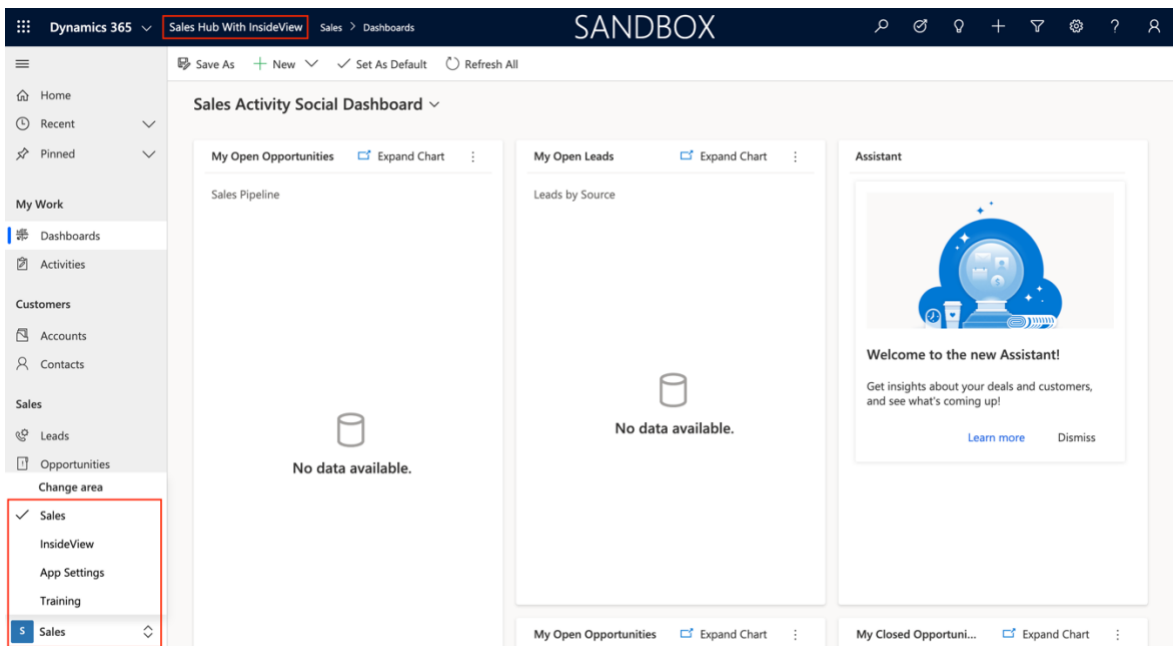 Dynamics 365
Sales Hub With InsideView
Sales > Dashboards
SANDBOX
Save As
New
Set As Default
Refresh All
Home
Recent
Pinned
My Work
Dashboards
Activities
Customers
Accounts
Contacts
Sales
Leads
Opportunities
Change area
Sales
InsideView
App Settings
Training
S Sales
Sales Activity Social Dashboard
My Open Opportunities
Expand Chart
Sales Pipeline
No data available.
My Open Leads
Expand Chart
Leads by Source
No data available.
Assistant
Welcome to the new Assistant!
Get insights about your deals and customers,
and see what's coming up!
Learn more
Dismiss
My Open Opportunities
Expand Chart
My Closed Opportuni...
Expand Chart